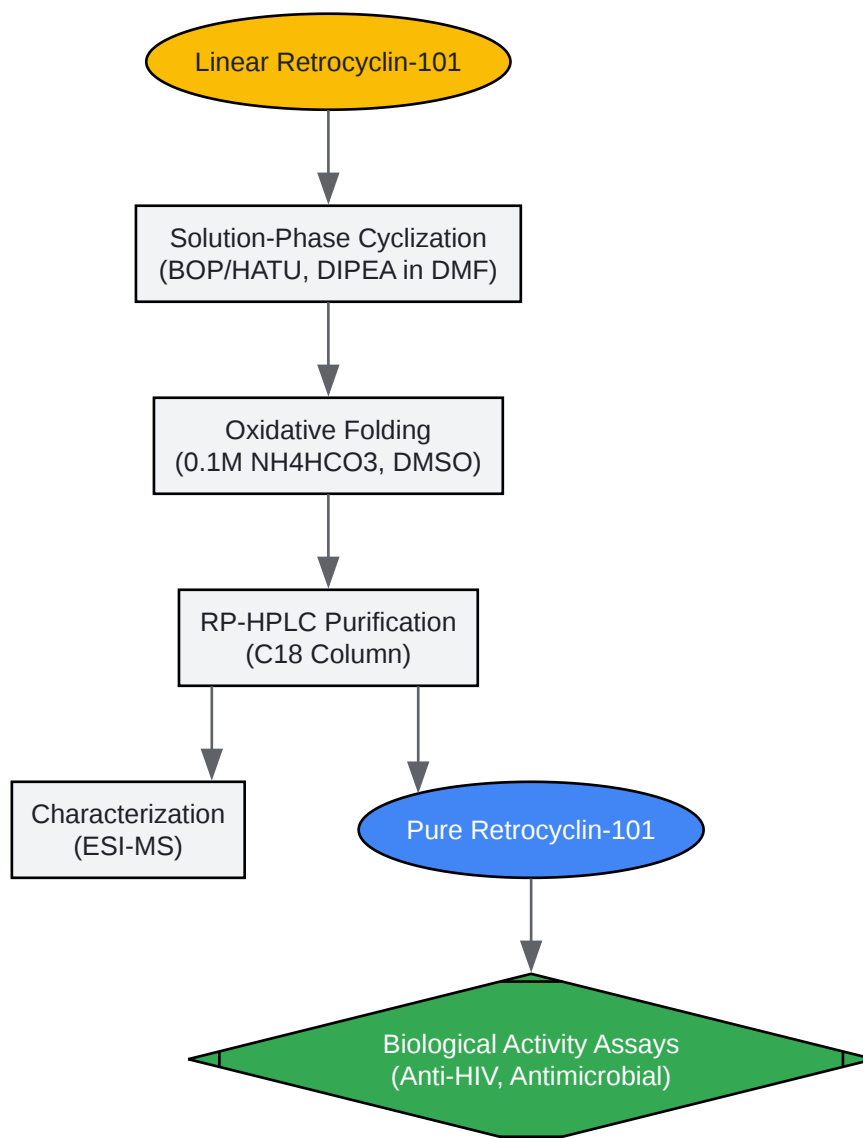 Linear Retrocyclin-101
Solution-Phase Cyclization
(BOP/HATU, DIPEA in DMF)
Oxidative Folding
(0.1M NH4HCO3, DMSO)
RP-HPLC Purification
(C18 Column)
Characterization
(ESI-MS)
Pure Retrocyclin-101
Biological Activity Assays
(Anti-HIV, Antimicrobial)